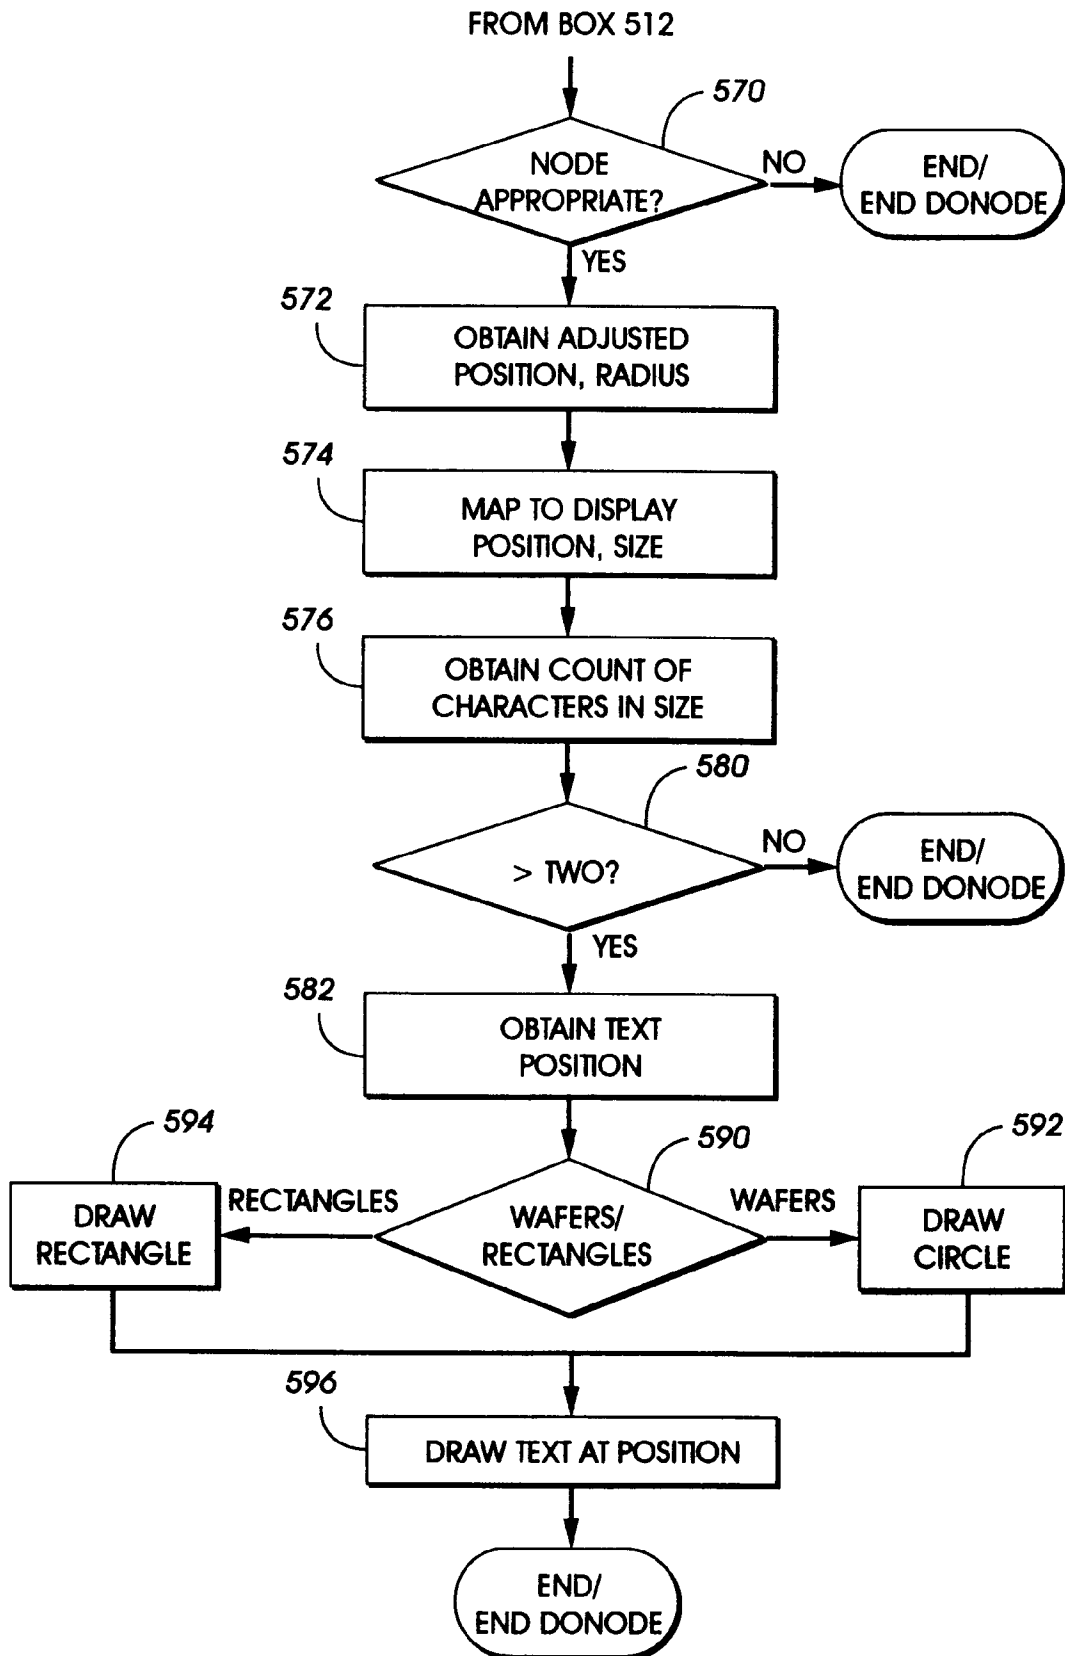 FROM BOX 512
570
NODE
APPROPRIATE?
NO
END/
END DONODE
YES
572
OBTAIN ADJUSTED
POSITION, RADIUS
574
MAP TO DISPLAY
POSITION, SIZE
576
OBTAIN COUNT OF
CHARACTERS IN SIZE
580
> TWO?
NO
END/
END DONODE
YES
582
OBTAIN TEXT
POSITION
594
590
592
DRAW
RECTANGLE
RECTANGLES
WAFERS/
RECTANGLES
WAFERS
DRAW
CIRCLE
596
DRAW TEXT AT POSITION
END/
END DONODE